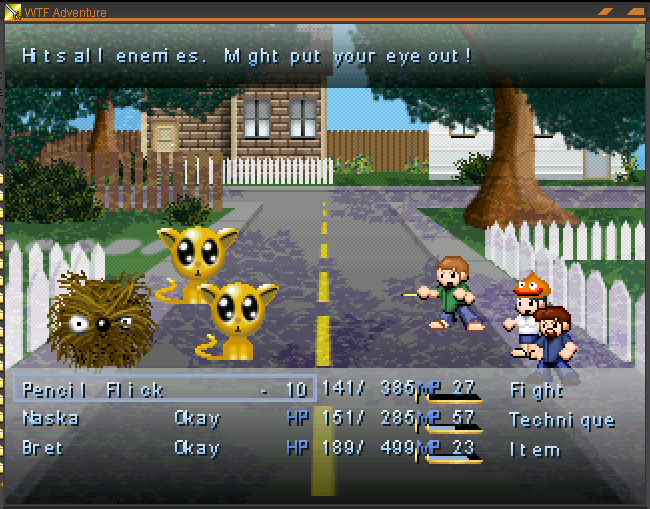 WTF Adventure
Hits all enemies. Might put your eye out!
Pencil Flick - 10 141/ 385 MP 27 Fight
Naska Okay HP 151/ 285 MP 57 Technique
Bret Okay HP 189/ 499 MP 23 Item